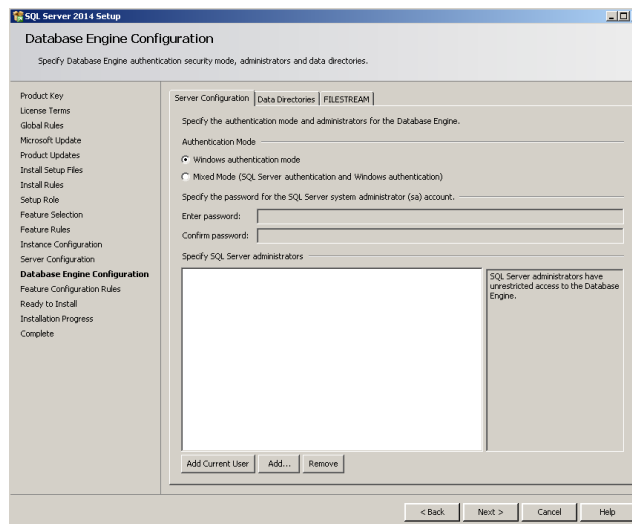 SQL Server 2014 Setup
Database Engine Configuration
Specify Database Engine authentication security mode, administrators and data directories.
Product Key
License Terms
Global Rules
Microsoft Update
Product Updates
Install Setup Files
Install Rules
Setup Role
Feature Selection
Feature Rules
Instance Configuration
Server Configuration
Database Engine Configuration
Feature Configuration Rules
Ready to Install
Installation Progress
Complete
Server Configuration
Data Directories
FILESTREAM
Specify the authentication mode and administrators for the Database Engine.
Authentication Mode
Windows authentication mode
Mixed Mode (SQL Server authentication and Windows authentication)
Specify the password for the SQL Server system administrator (sa) account.
Enter password:
Confirm password:
Specify SQL Server administrators
SQL Server administrators have
unrestricted access to the Database
Engine.
Add Current User
Add...
Remove
< Back
Next >
Cancel
Help